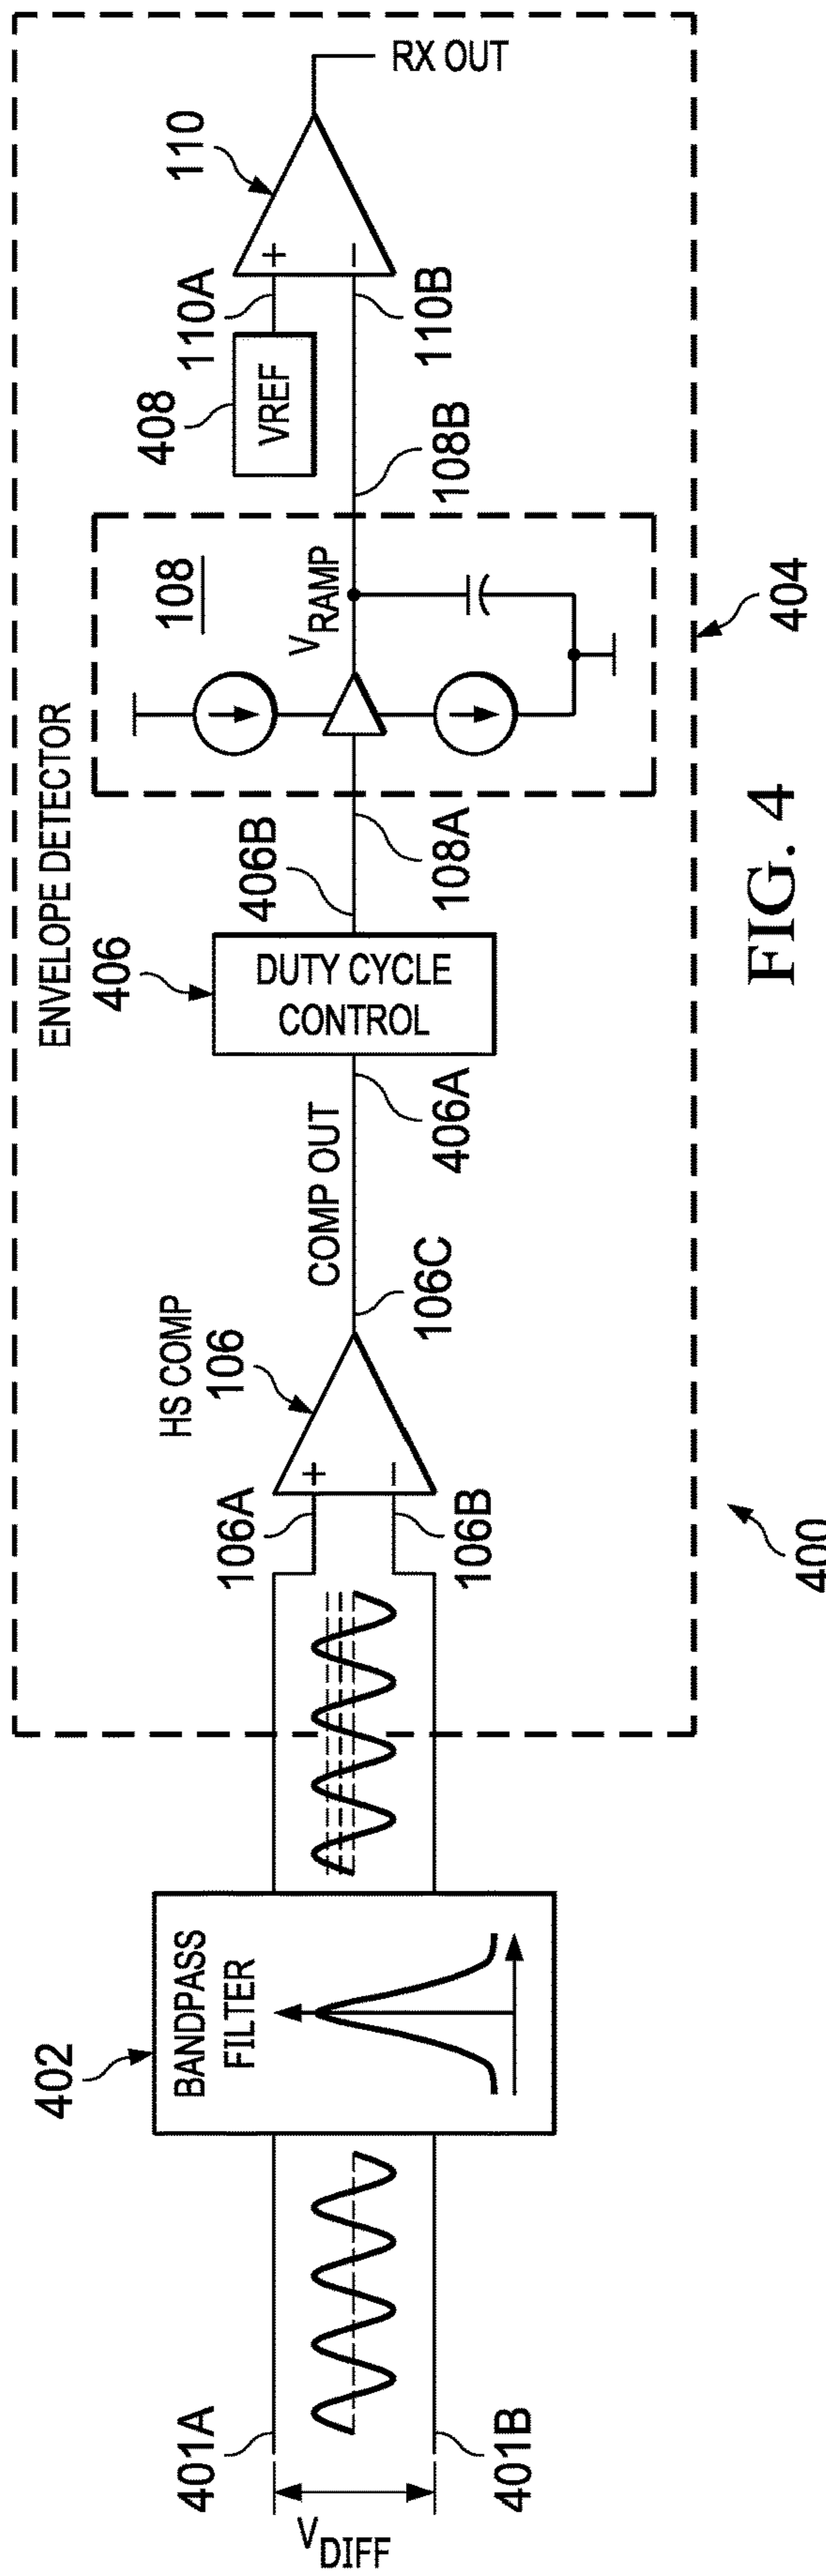 ENVELOPE DETECTOR
402
BANDPASS
FILTER
401A
401B
VDIFF
HS COMP
106
106A
106B
+
−
106C
COMP OUT
406
DUTY CYCLE
CONTROL
406A
406B
108A
108
VRAMP
108B
408
VREF
110A
110B
110
+
−
RX OUT
404
400
FIG. 4